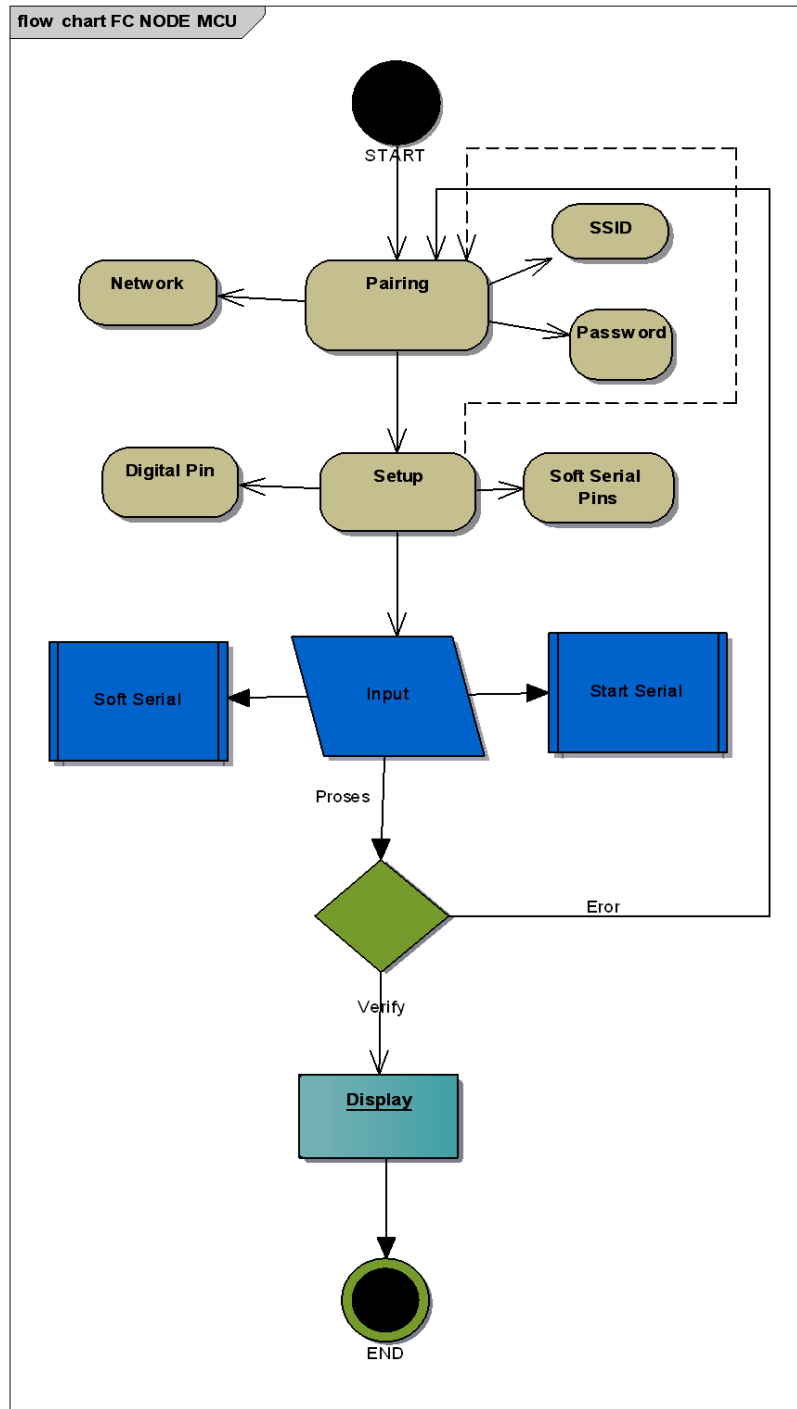 flow chart FC NODE MCU
START
SSID
Network
Pairing
Password
Digital Pin
Setup
Soft Serial
Pins
Soft Serial
Input
Start Serial
Proses
Eror
Verify
Display
END